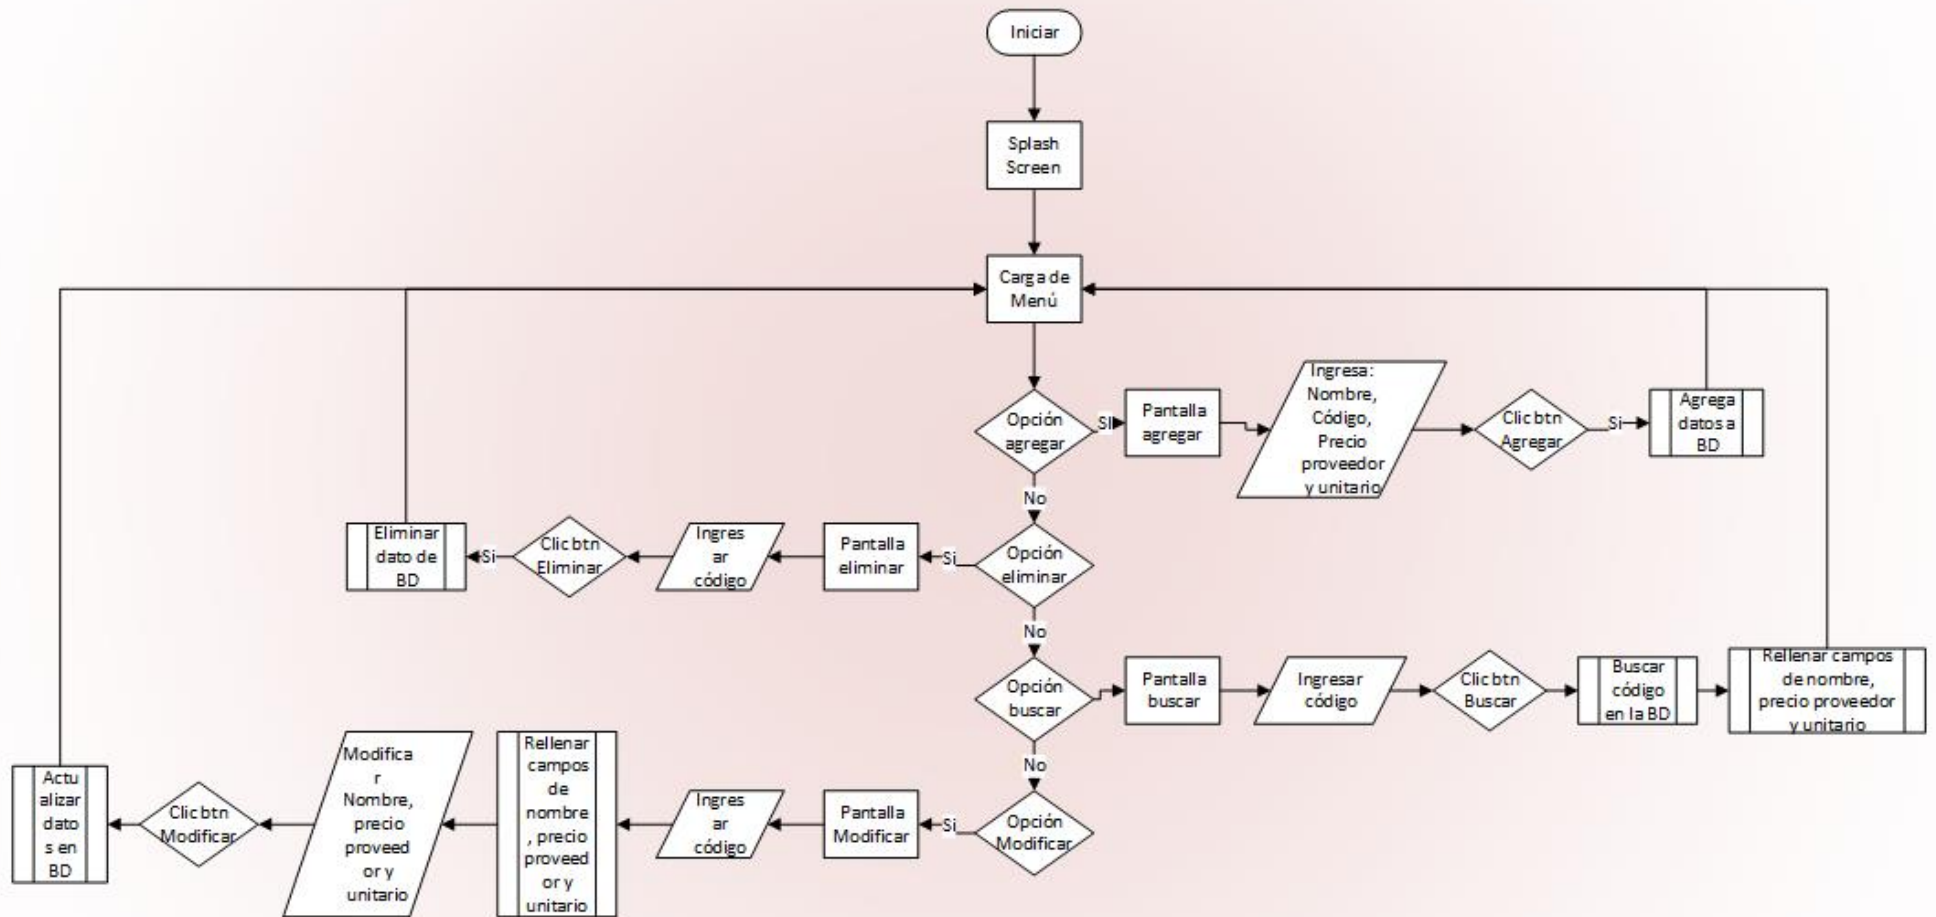 Iniciar
Splash
Screen
Carga de
Menú
Opción
agregar
SI
Pantalla
agregar
Ingresa:
Nombre,
Código,
Precio
proveedor
y unitario
Clic btn
Agregar
Si
Agrega
datos a
BD
No
Opción
eliminar
Si
Pantalla
eliminar
Ingres
ar
código
Clic btn
Eliminar
Si
Eliminar
dato de
BD
No
Opción
buscar
Pantalla
buscar
Ingresar
código
Clic btn
Buscar
Buscar
código
en la BD
Rellenar campos
de nombre,
precio proveedor
y unitario
No
Opción
Modificar
Si
Pantalla
Modificar
Ingres
ar
código
Rellenar
campos
de
nombre
, precio
proveed
or y
unitario
Modifica
r
Nombre,
precio
proveed
or y
unitario
Clic btn
Modificar
Actu
alizar
dato
s en
BD